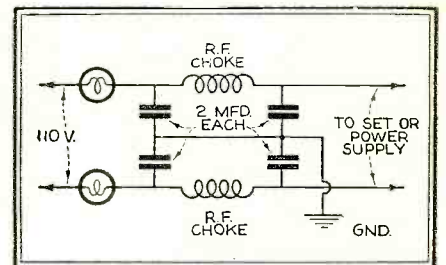 R.F.
CHOKE
110 V.
2 MFD.
EACH
TO SET OR
POWER
SUPPLY
R.F.
CHOKE
GND.